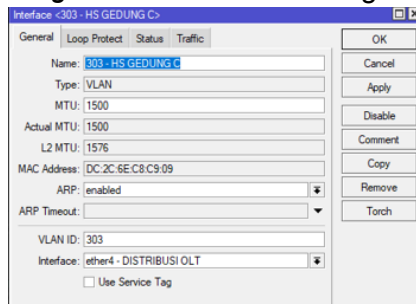 Interface <303 - HS GEDUNG C>
General Loop Protect Status Traffic
Name: 303 - HS GEDUNG C
Type: VLAN
MTU: 1500
Actual MTU: 1500
L2 MTU: 1576
MAC Address: DC:2C:6E:C8:C9:09
ARP: enabled
ARP Timeout:
VLAN ID: 303
Interface: ether4 - DISTRIBUSI OLT
Use Service Tag
OK
Cancel
Apply
Disable
Comment
Copy
Remove
Torch